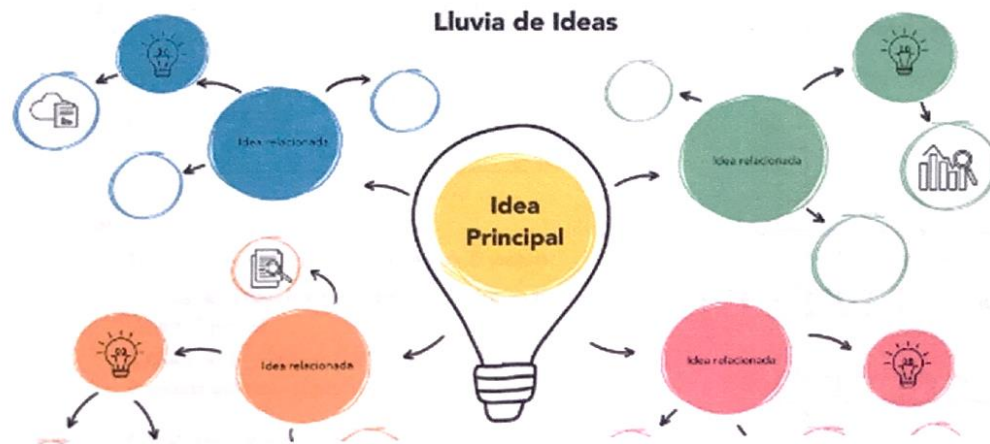 Lluvia de Ideas
Idea relacionada
Idea relacionada
Idea
Principal
Idea relacionada
Idea relacionada